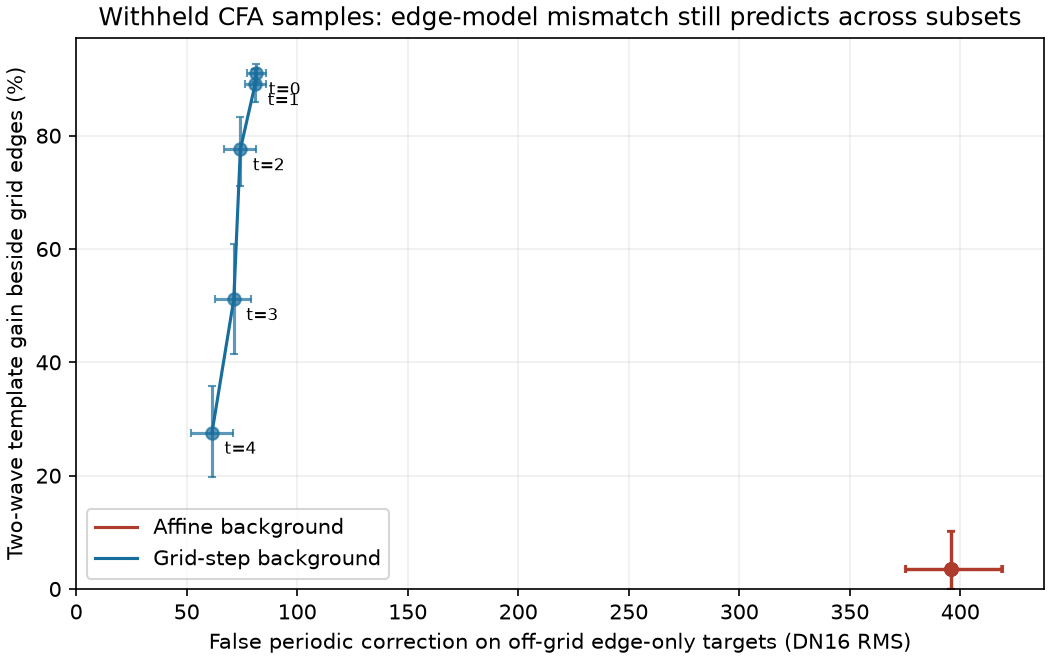 Withheld CFA samples: edge-model mismatch still predicts across subsets
Two-wave template gain beside grid edges (%)
80
60
40
20
0
t=0
t=1
t=2
t=3
t=4
Affine background
Grid-step background
0 50 100 150 200 250 300 350 400
False periodic correction on off-grid edge-only targets (DN16 RMS)